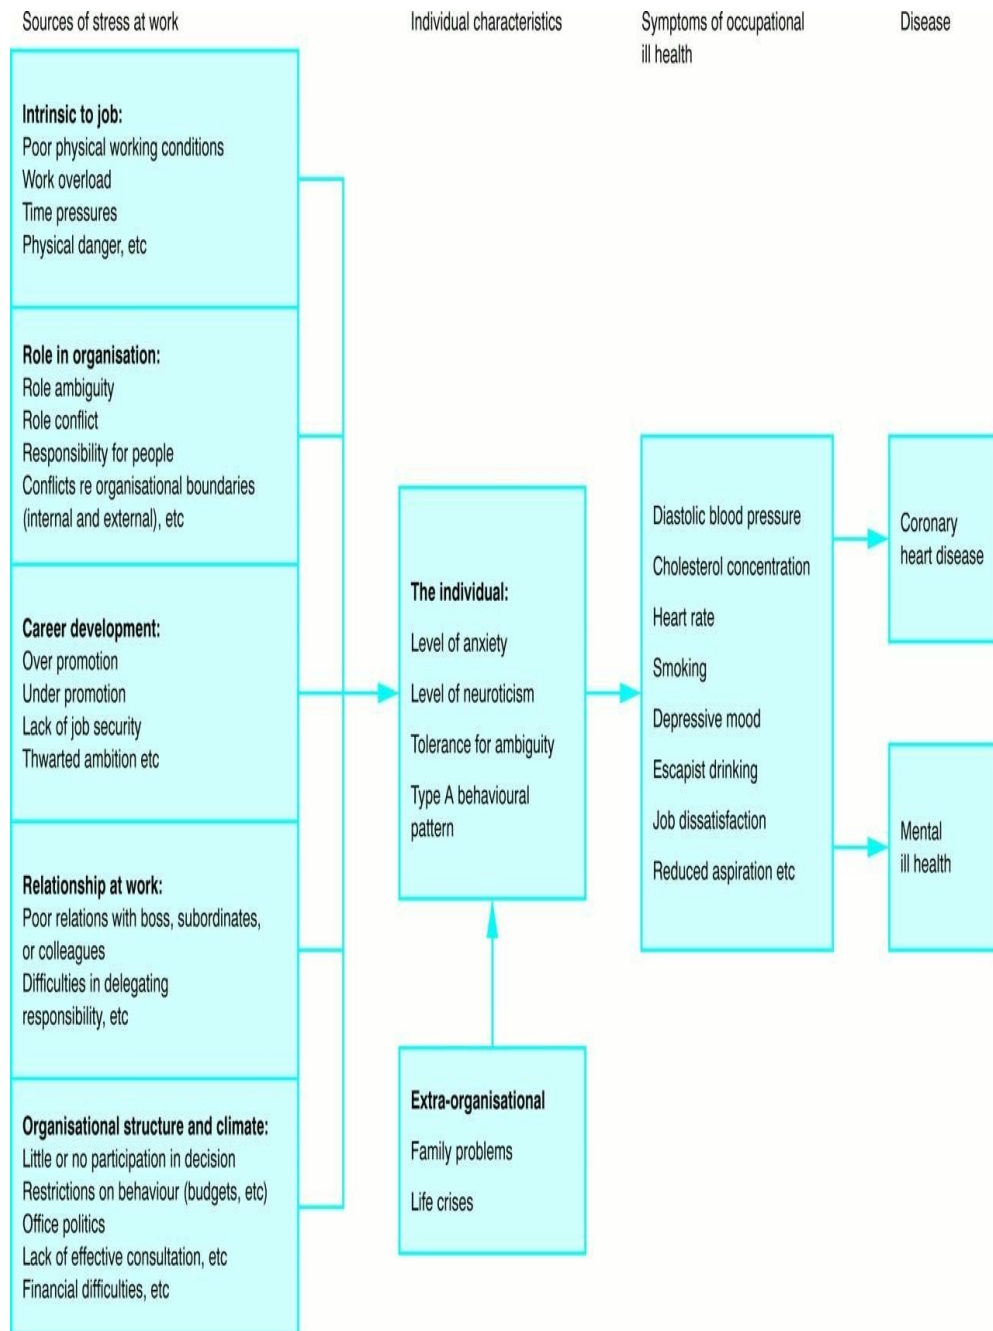 Sources of stress at work
Individual characteristics
Symptoms of occupational
ill health
Disease
Intrinsic to job:
Poor physical working conditions
Work overload
Time pressures
Physical danger, etc
Role in organisation:
Role ambiguity
Role conflict
Responsibility for people
Conflicts re organisational boundaries
(internal and external), etc
Career development:
Over promotion
Under promotion
Lack of job security
Thwarted ambition etc
Relationship at work:
Poor relations with boss, subordinates,
or colleagues
Difficulties in delegating
responsibility, etc
Organisational structure and climate:
Little or no participation in decision
Restrictions on behaviour (budgets, etc)
Office politics
Lack of effective consultation, etc
Financial difficulties, etc
The individual:
Level of anxiety
Level of neuroticism
Tolerance for ambiguity
Type A behavioural
pattern
Extra-organisational
Family problems
Life crises
Diastolic blood pressure
Cholesterol concentration
Heart rate
Smoking
Depressive mood
Escapist drinking
Job dissatisfaction
Reduced aspiration etc
Coronary
heart disease
Mental
ill health